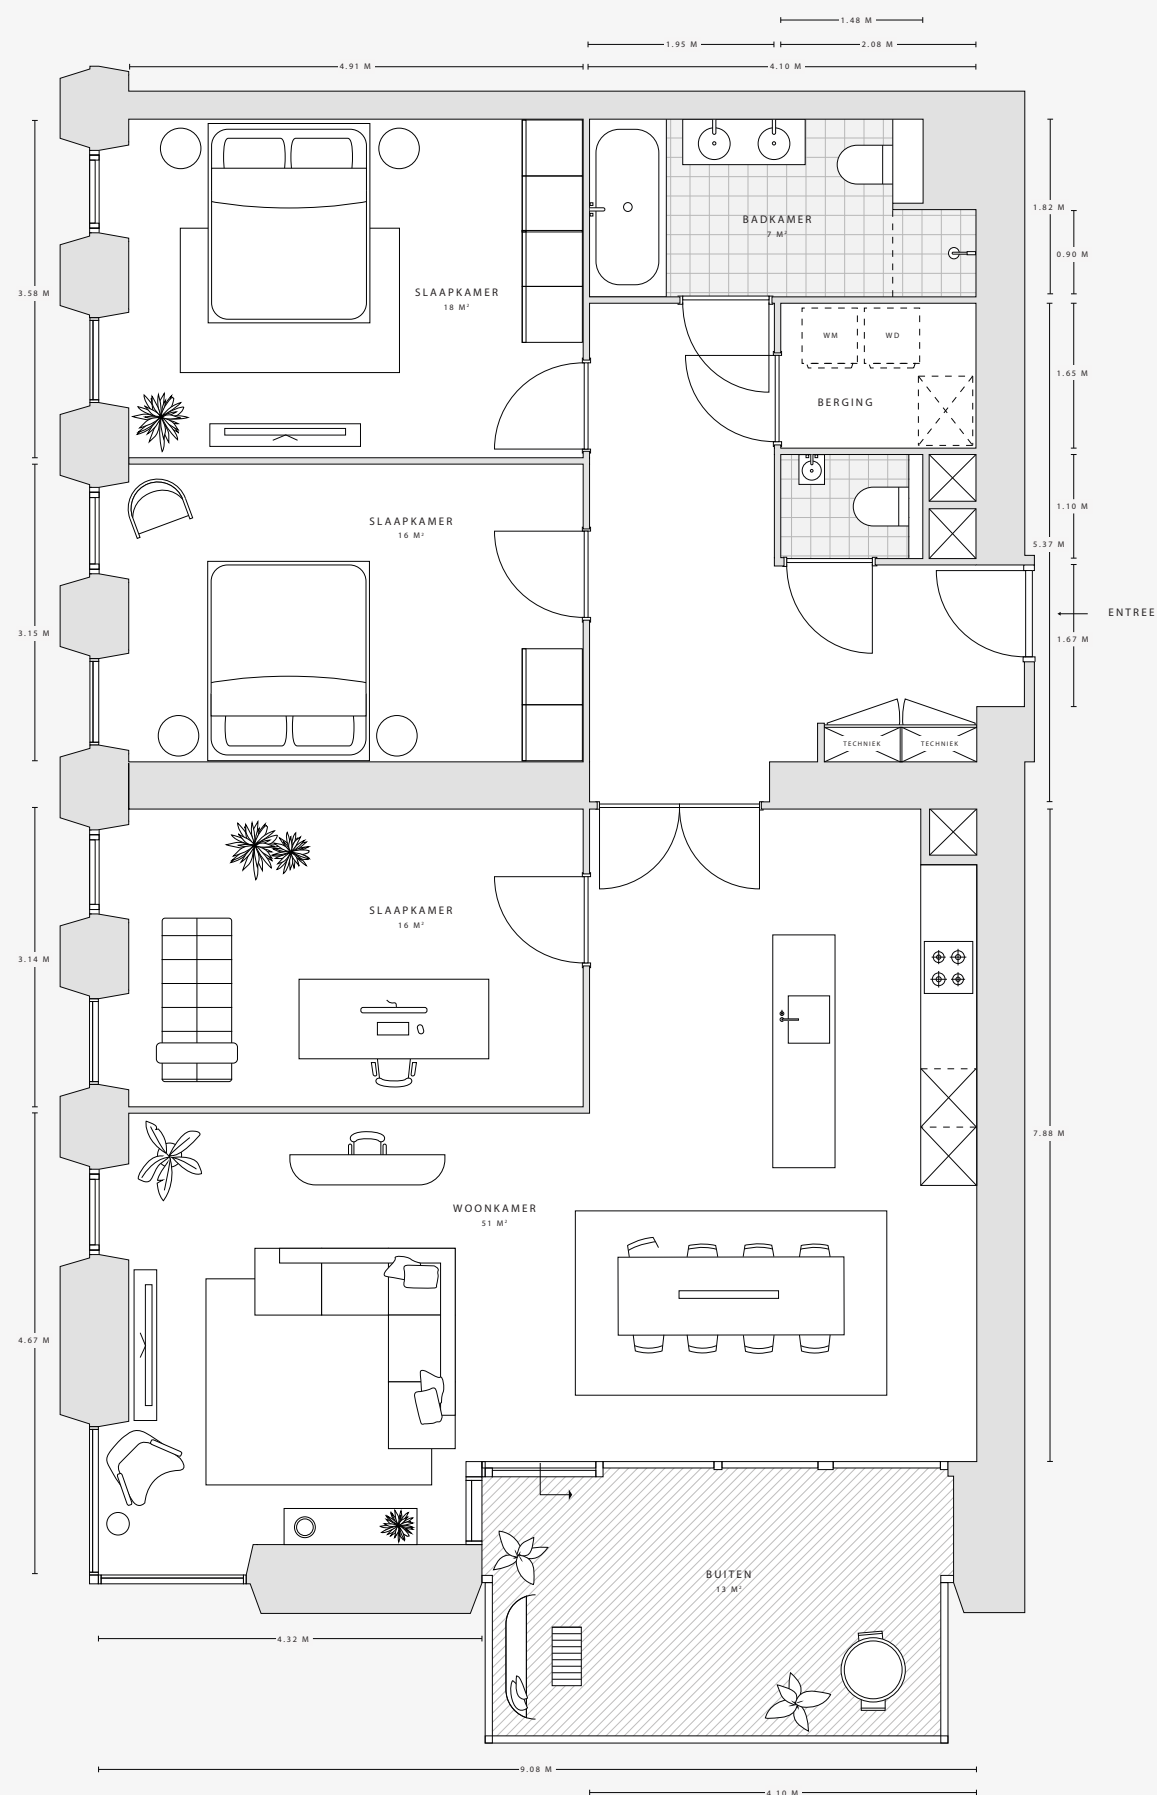 1.48 M
1.95 M
2.08 M
4.91 M
4.10 M
BADKAMER
7 M²
1.82 M
0.90 M
3.58 M
SLAAPKAMER
18 M²
WM
WD
1.65 M
BERGING
SLAAPKAMER
16 M²
1.10 M
5.37 M
ENTREE
3.15 M
1.67 M
TECHNIEK
TECHNIEK
SLAAPKAMER
16 M²
3.14 M
7.88 M
WOONKAMER
51 M²
4.67 M
BUITEN
13 M²
4.32 M
9.08 M
4.10 M